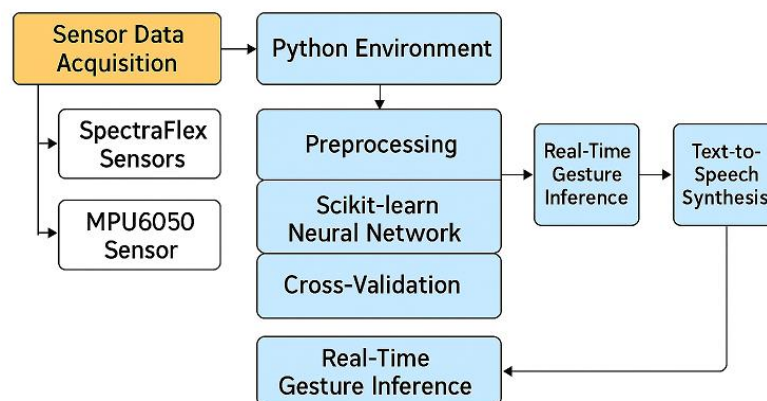 Sensor Data
Acquisition
Python Environment
SpectraFlex
Sensors
MPU6050
Sensor
Preprocessing
Scikit-learn
Neural Network
Cross-Validation
Real-Time
Gesture
Inference
Text-to-
Speech
Synthesis
Real-Time
Gesture Inference